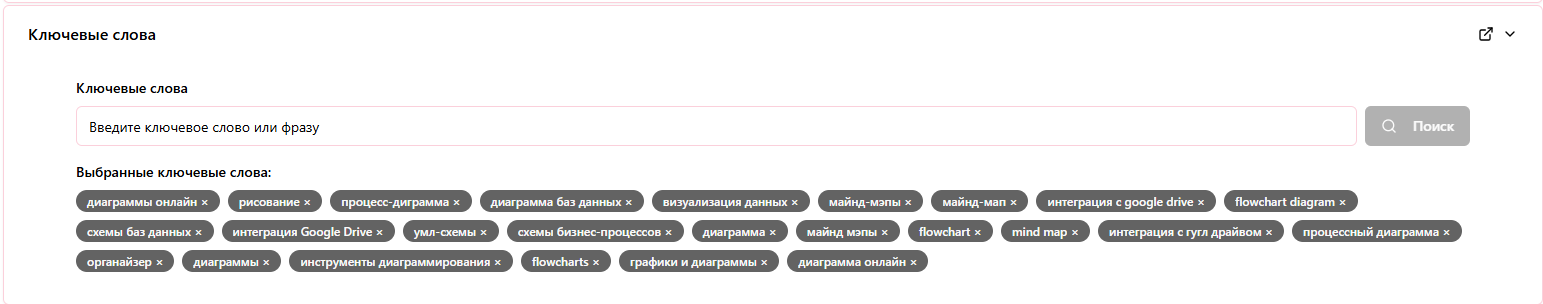 Ключевые слова
Ключевые слова
Введите ключевое слово или фразу
Поиск
Выбранные ключевые слова:
диаграммы онлайн × рисование × процесс-диграмма × диаграмма баз данных × визуализация данных × майнд-мэпы × майнд-мап × интеграция с google drive × flowchart diagram ×
схемы баз данных × интеграция Google Drive × умл-схемы × схемы бизнес-процессов × диаграмма × майнд мэпы × flowchart × mind map × интеграция с гугл драйвом × процессный диаграмма ×
органайзер × диаграммы × инструменты диаграммирования × flowcharts × графики и диаграммы × диаграмма онлайн ×